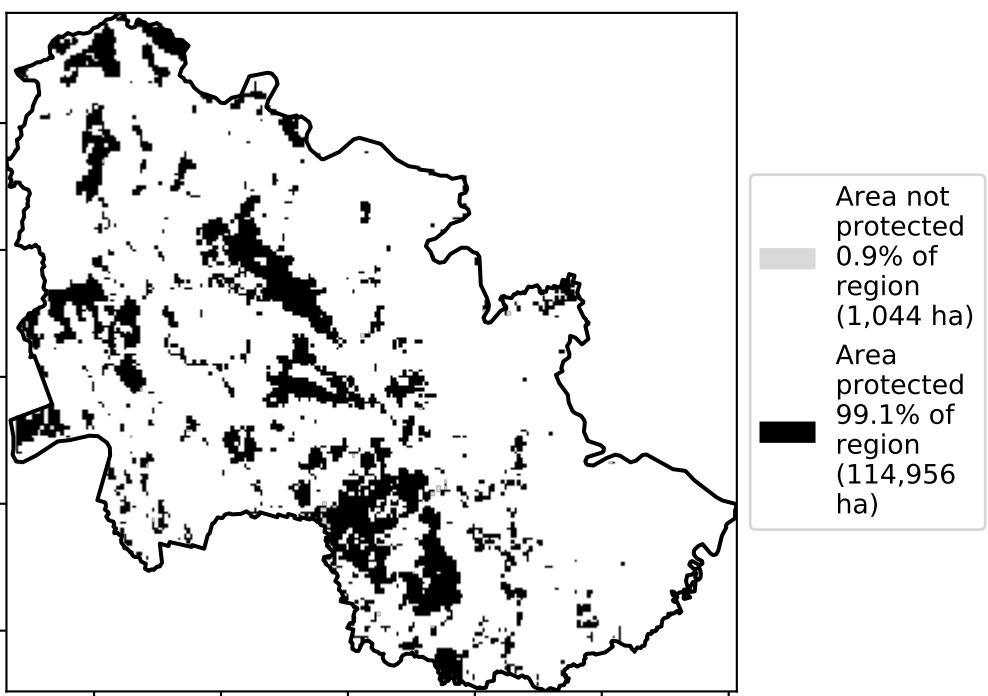 Area not
protected
0.9% of
region
(1,044 ha)
Area
protected
99.1% of
region
(114,956
ha)